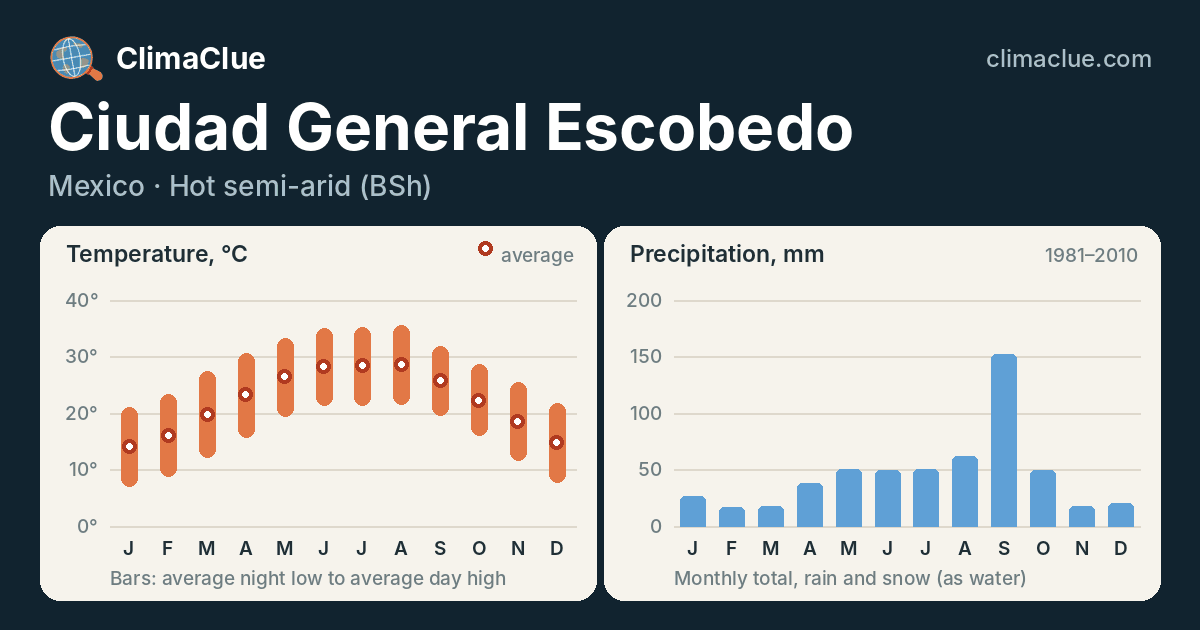 ClimaClue
climaclue.com
Ciudad General Escobedo
Mexico · Hot semi-arid (BSh)
Temperature, °C
average
40°
30°
20°
10°
0°
J F M A M J J A S O N D
Bars: average night low to average day high
Precipitation, mm
1981–2010
200
150
100
50
0
J F M A M J J A S O N D
Monthly total, rain and snow (as water)